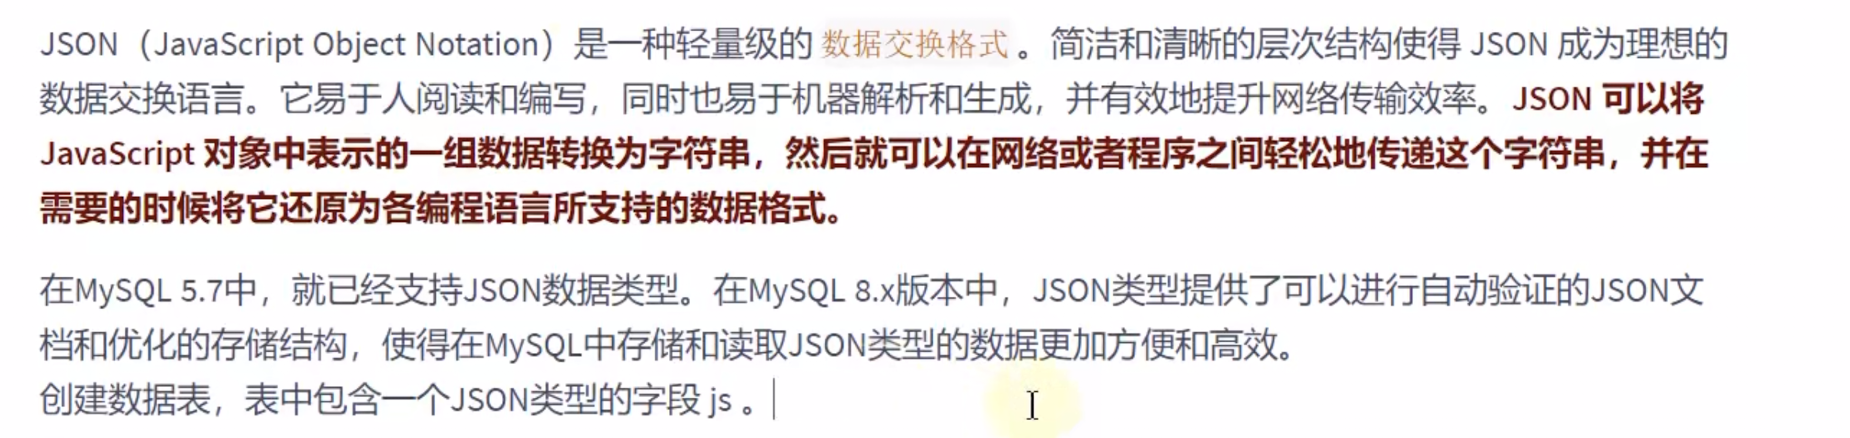 JSON（JavaScript Object Notation）是一种轻量级的 数据交换格式 。简洁和清晰的层次结构使得 JSON 成为理想的
数据交换语言。它易于人阅读和编写，同时也易于机器解析和生成，并有效地提升网络传输效率。JSON 可以将
JavaScript 对象中表示的一组数据转换为字符串，然后就可以在网络或者程序之间轻松地传递这个字符串，并在
需要的时候将它还原为各编程语言所支持的数据格式。
在MySQL 5.7中，就已经支持JSON数据类型。在MySQL 8.x版本中，JSON类型提供了可以进行自动验证的JSON文
档和优化的存储结构，使得在MySQL中存储和读取JSON类型的数据更加方便和高效。
创建数据表，表中包含一个JSON类型的字段 js 。